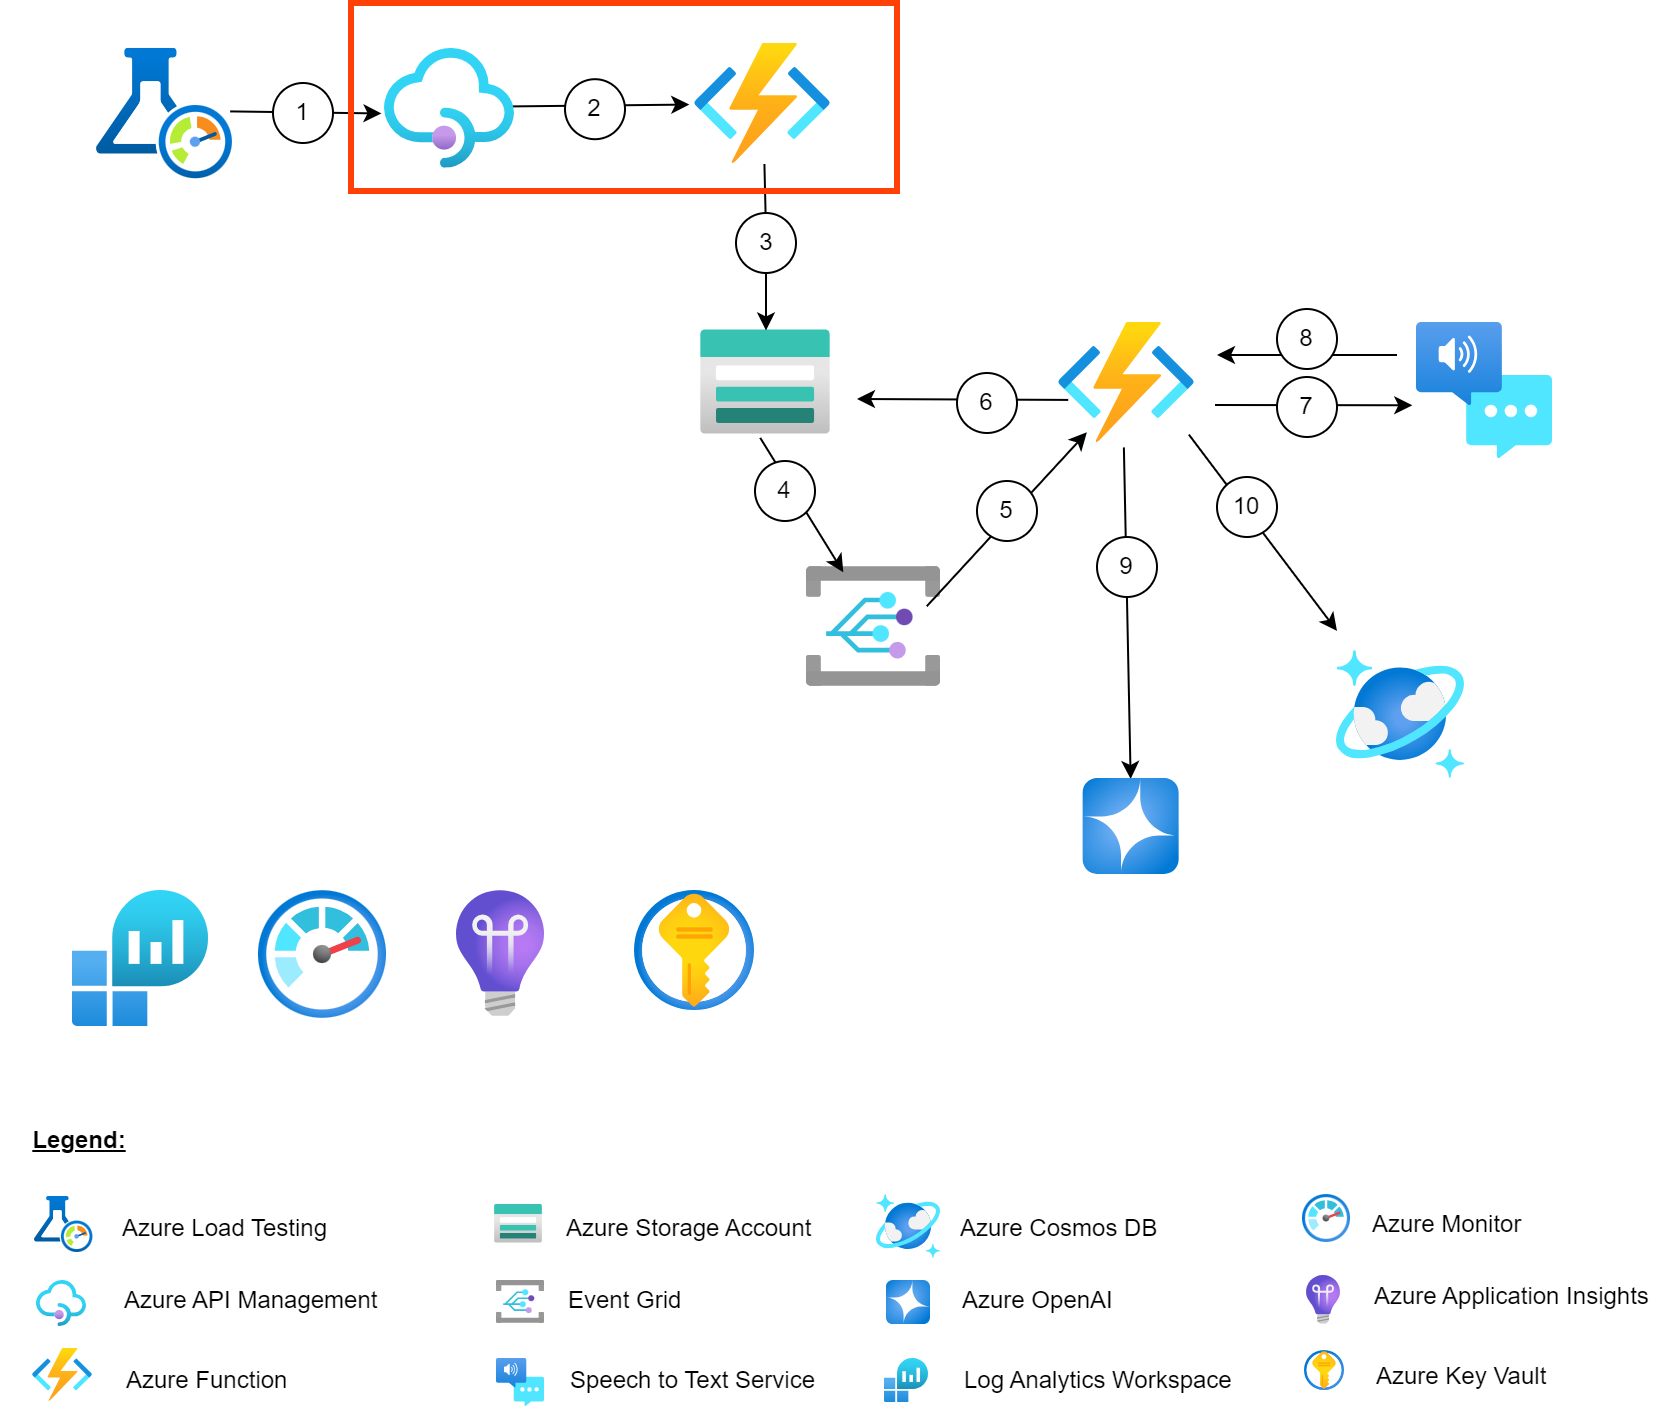 1
2
3
8
6
7
4
5
10
9
Legend:
Azure Load Testing
Azure Storage Account
Azure Cosmos DB
Azure Monitor
Azure API Management
Event Grid
Azure OpenAI
Azure Application Insights
Azure Function
Speech to Text Service
Log Analytics Workspace
Azure Key Vault